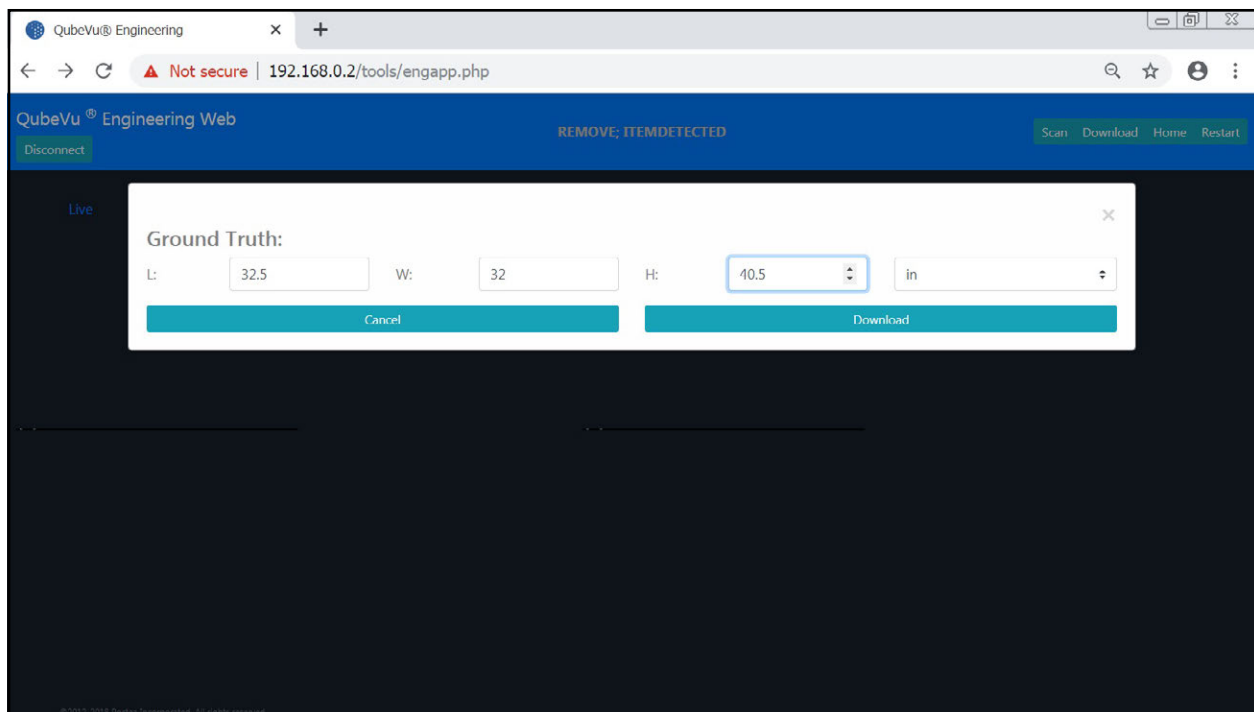 QubeVu® Engineering
Not secure | 192.168.0.2/tools/engapp.php
QubeVu ® Engineering Web
REMOVE; ITEMDETECTED
Scan Download Home Restart
Disconnect
Live
×
Ground Truth:
L: 32.5 W: 32 H: 40.5 in
Cancel Download